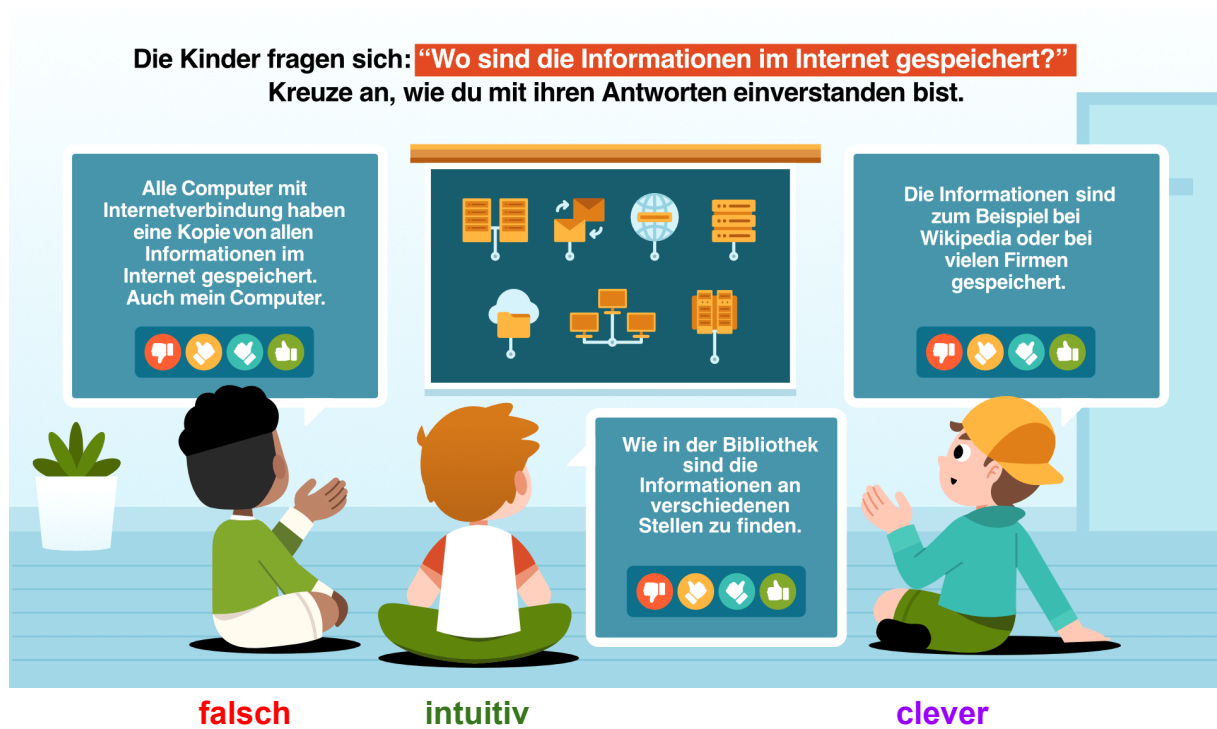 Die Kinder fragen sich: “Wo sind die Informationen im Internet gespeichert?”
Kreuze an, wie du mit ihren Antworten einverstanden bist.
Alle Computer mit
Internetverbindung haben
eine Kopie von allen
Informationen im
Internet gespeichert.
Auch mein Computer.
Wie in der Bibliothek
sind die
Informationen an
verschiedenen
Stellen zu finden.
Die Informationen sind
zum Beispiel bei
Wikipedia oder bei
vielen Firmen
gespeichert.
falsch
intuitiv
clever